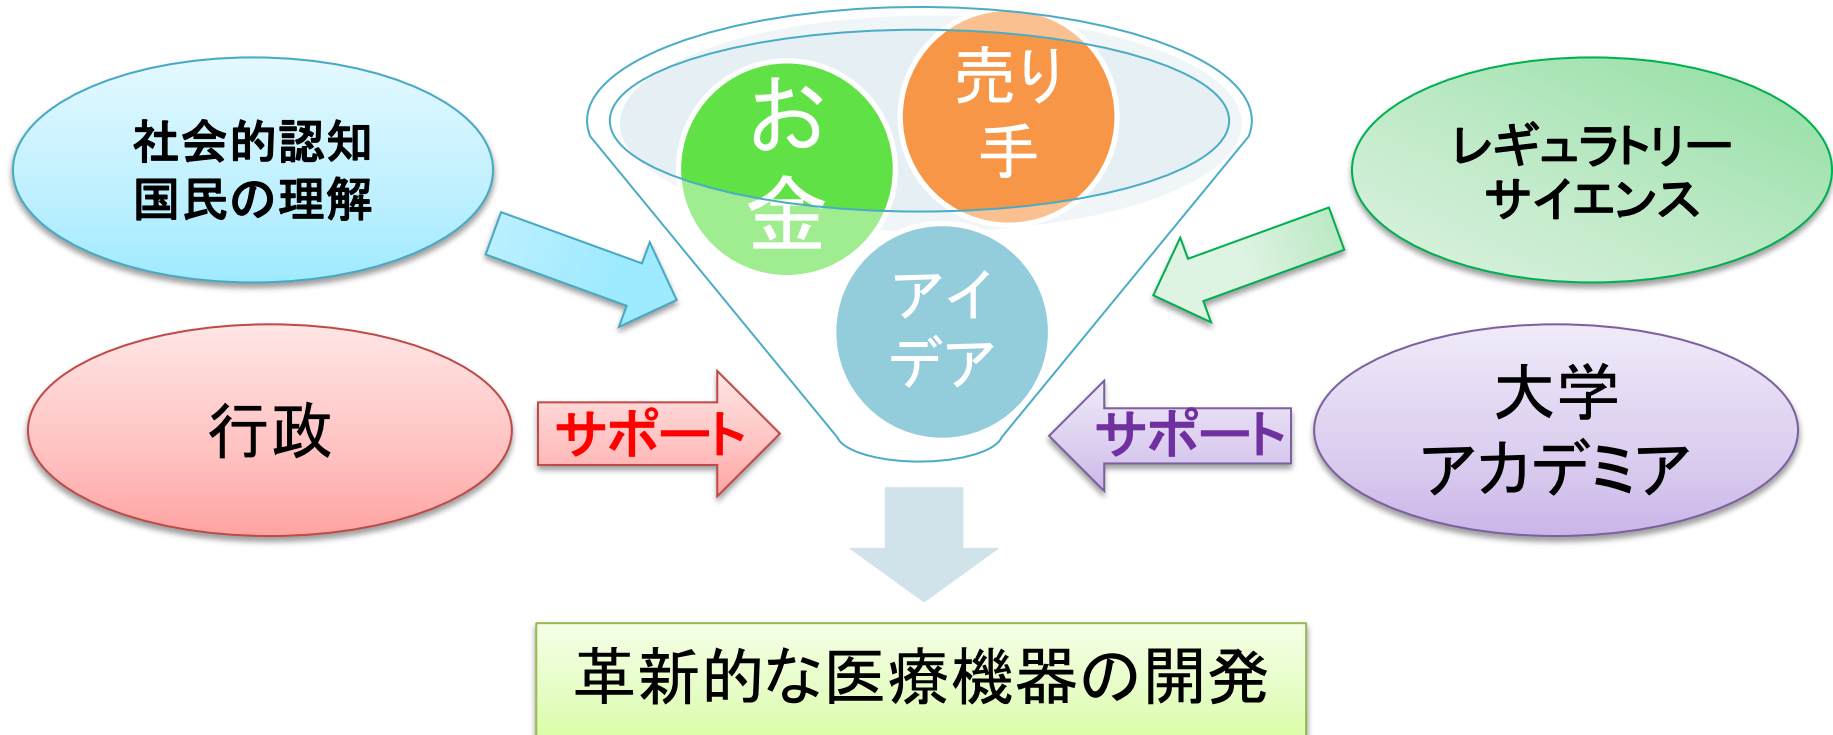 社会的認知
国民の理解
お
金
売り
手
アイ
デア
レギュラトリー
サイエンス
行政
サポート
サポート
大学
アカデミア
革新的な医療機器の開発